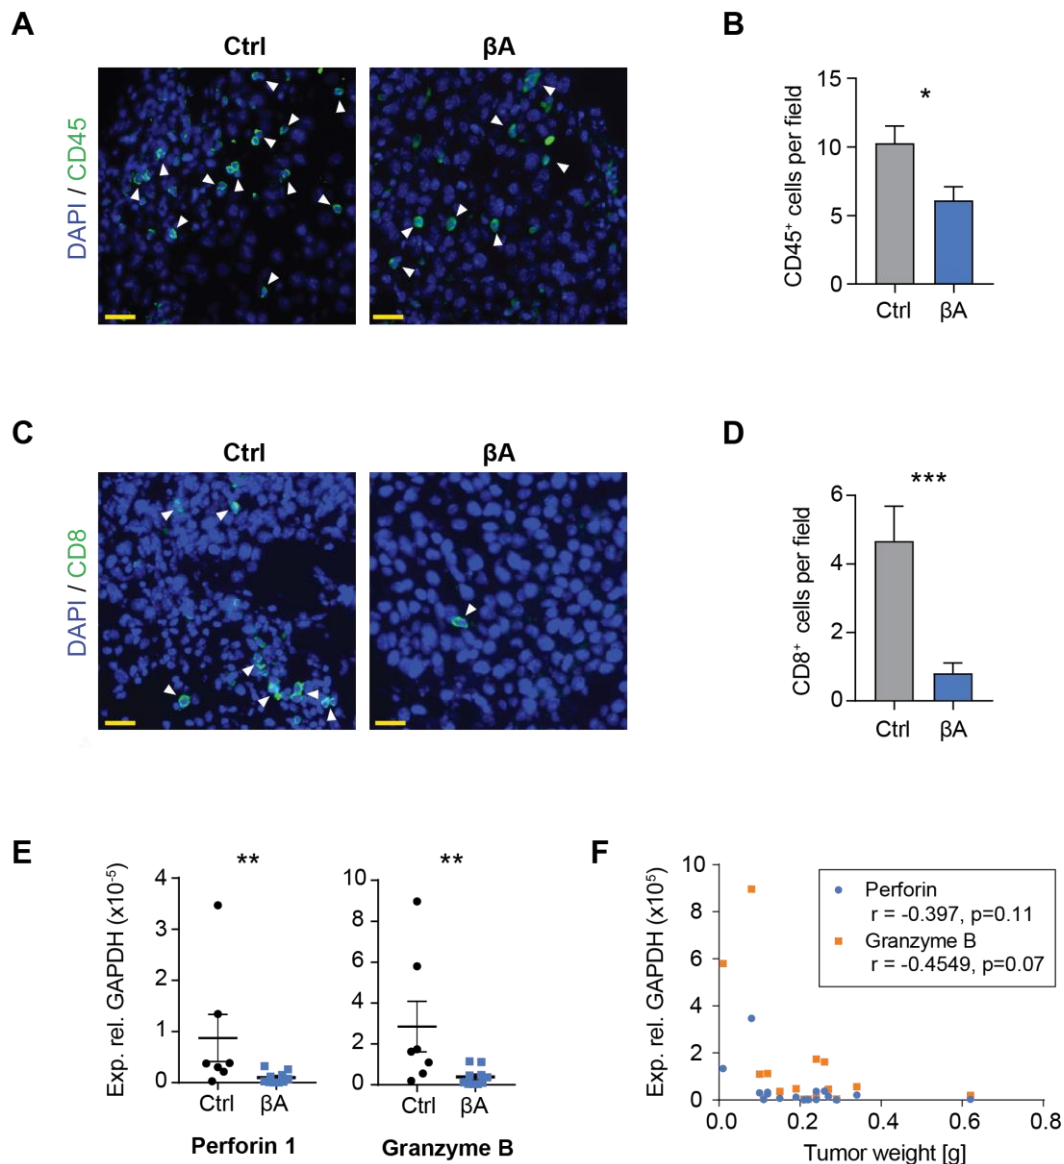 A
Ctrl
βA
DAPI / CD45
B
CD45⁺ cells per field
15
*
10
5
0
Ctrl
βA
C
Ctrl
βA
DAPI / CD8
D
CD8⁺ cells per field
6
***
4
2
0
Ctrl
βA
E
Exp. rel. GAPDH (x10⁻⁵)
**
4
3
2
1
0
Ctrl
βA
Perforin 1
**
10
8
6
4
2
0
Ctrl
βA
Granzyme B
F
Exp. rel. GAPDH (x10⁵)
10
8
6
4
2
0
Perforin
r = -0.397, p=0.11
Granzyme B
r = -0.4549, p=0.07
0.0 0.2 0.4 0.6 0.8
Tumor weight [g]